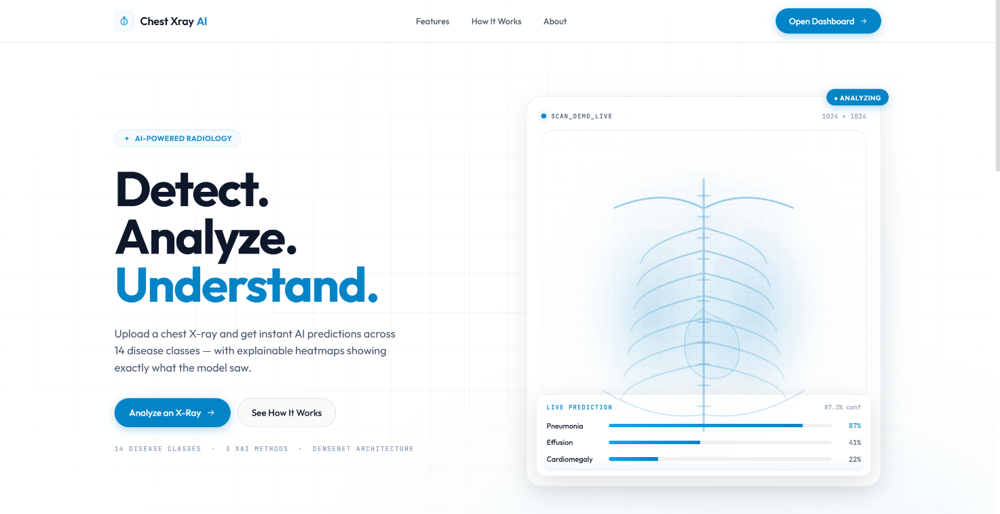 Chest Xray AI
Features
How It Works
About
Open Dashboard →
AI-POWERED RADIOLOGY
Detect.
Analyze.
Understand.
Upload a chest X-ray and get instant AI predictions across
14 disease classes — with explainable heatmaps showing
exactly what the model saw.
Analyze an X-Ray →
See How It Works
14 DISEASE CLASSES · 3 XAI METHODS · DENSENET ARCHITECTURE
● ANALYZING
SCAN_DEMO_LIVE
1024 × 1024
LIVE PREDICTION
87.3% conf
Pneumonia 87%
Effusion 41%
Cardiomegaly 22%